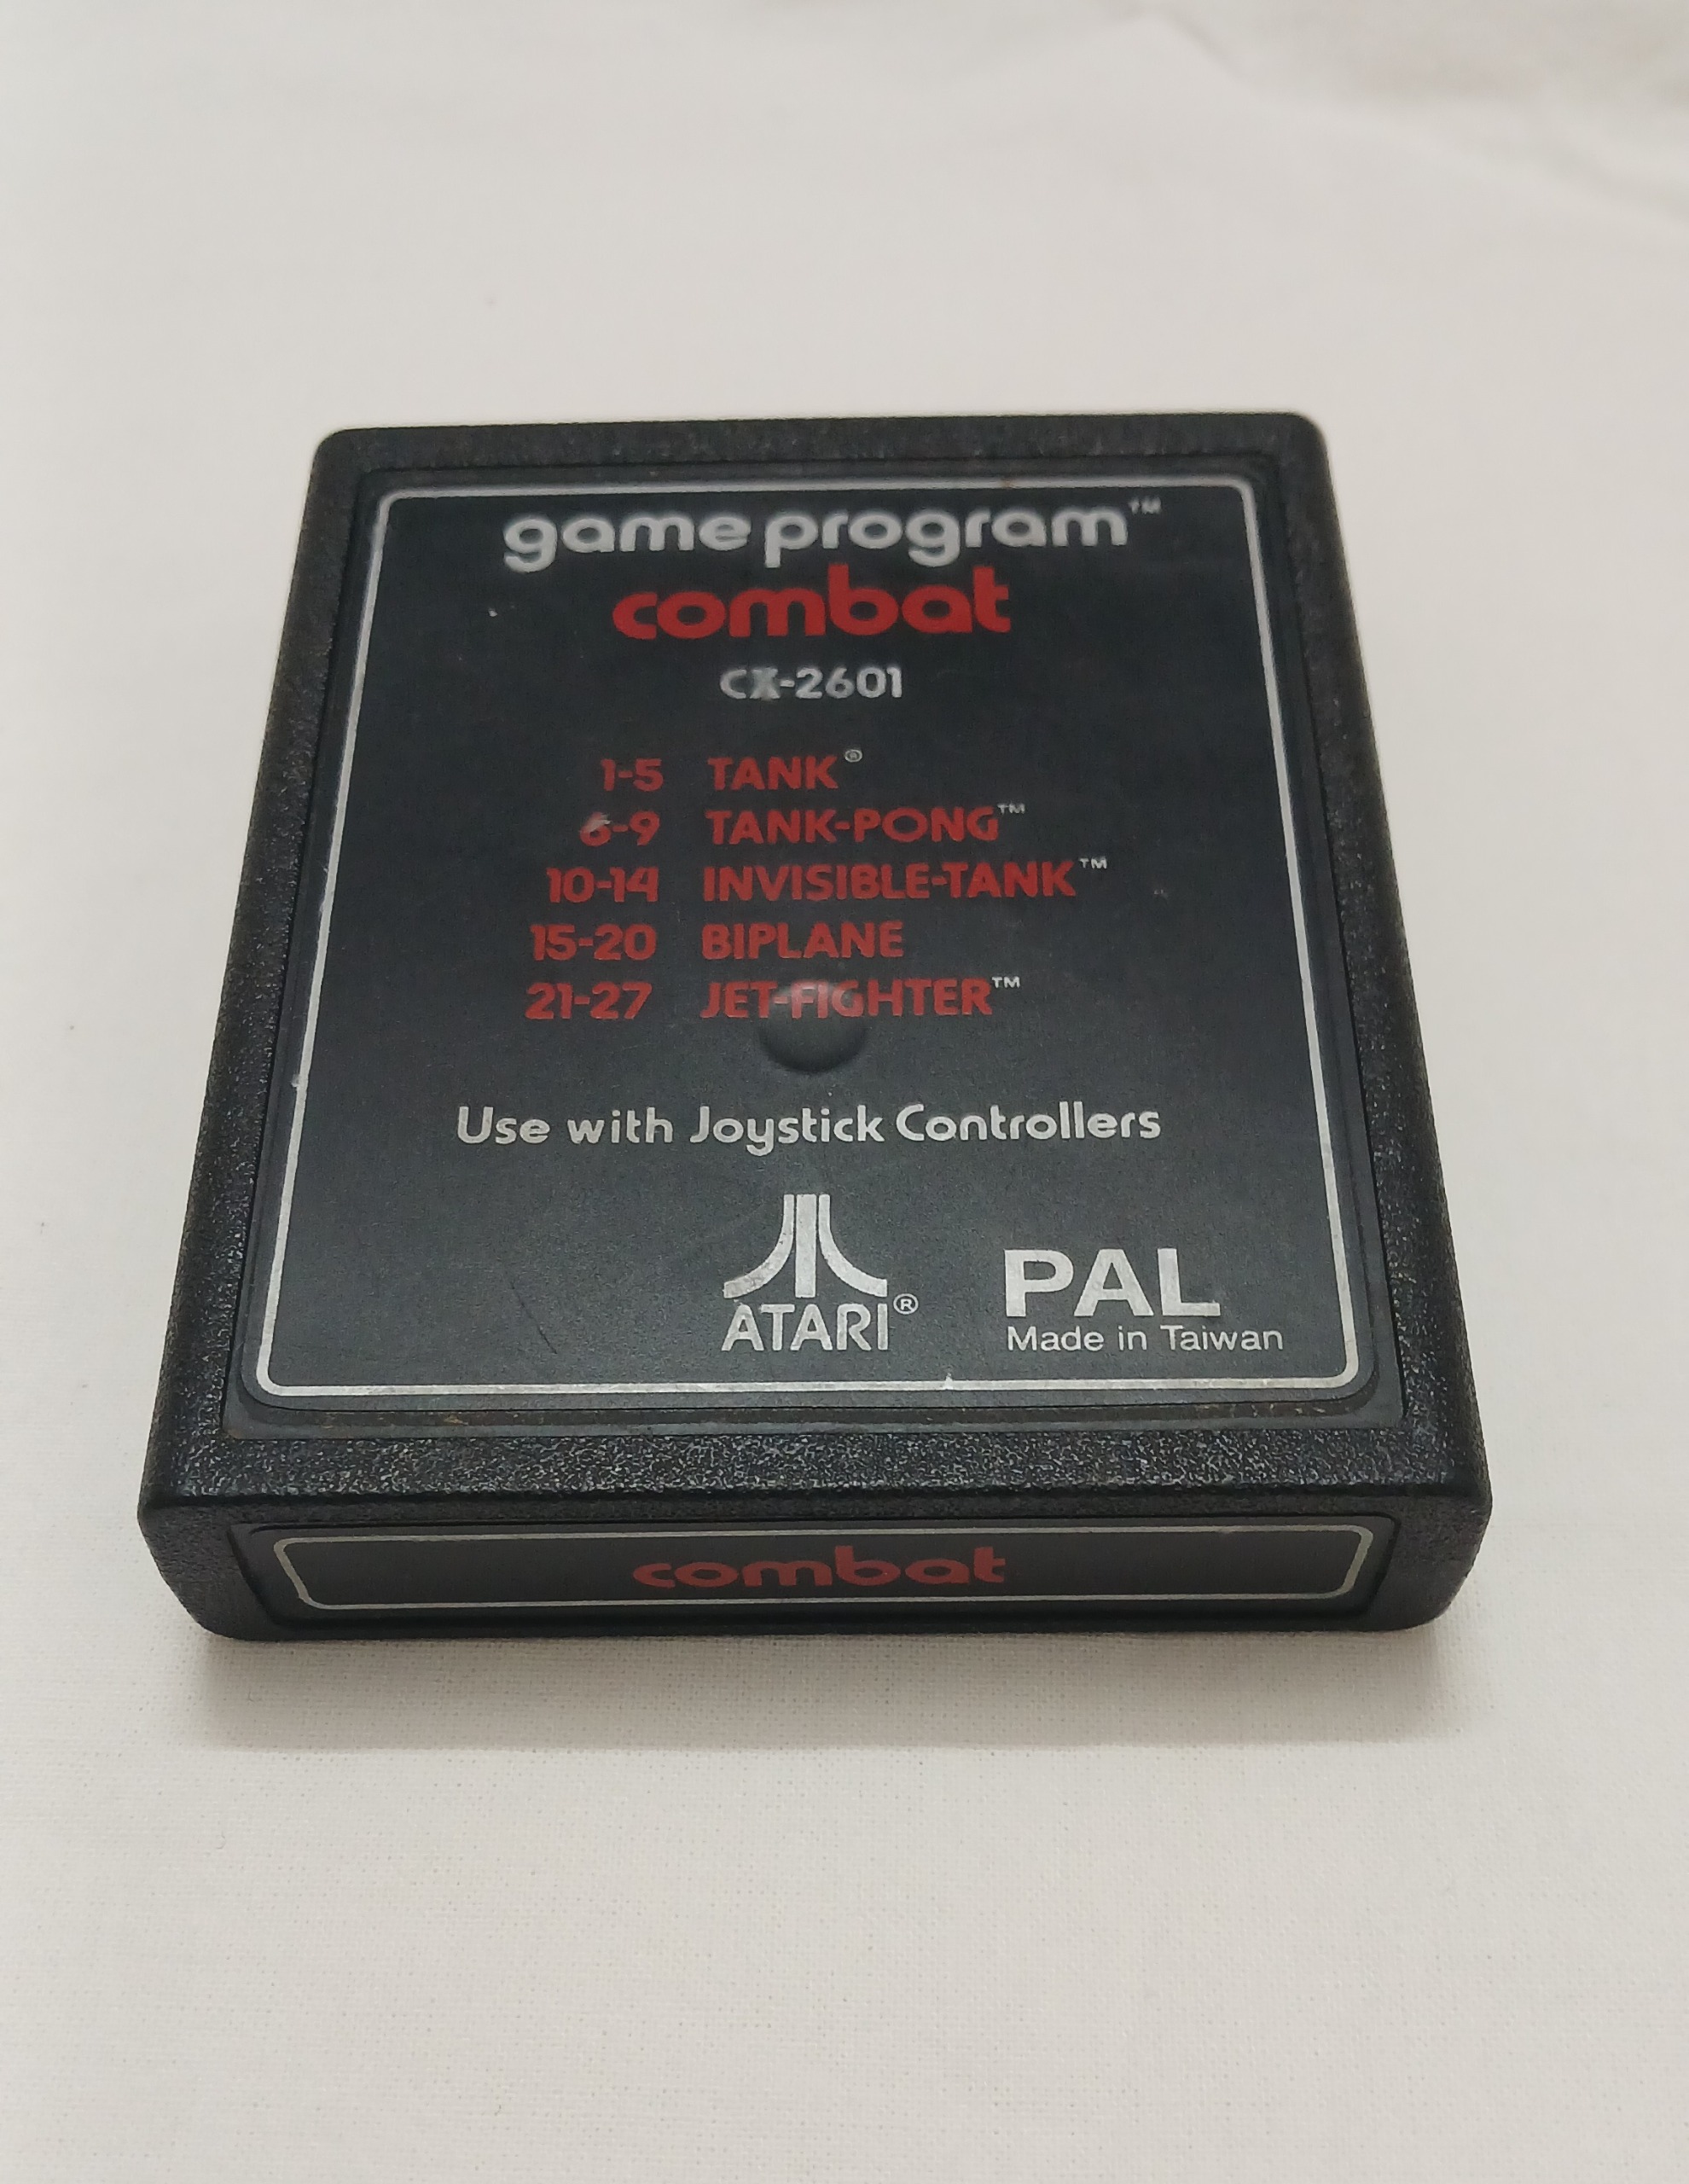 game program™
combat
CX-2601
1-5 TANK®
6-9 TANK-PONG™
10-14 INVISIBLE-TANK™
15-20 BIPLANE
21-27 JET-FIGHTER™
Use with Joystick Controllers
ATARI®
PAL
Made in Taiwan
combat